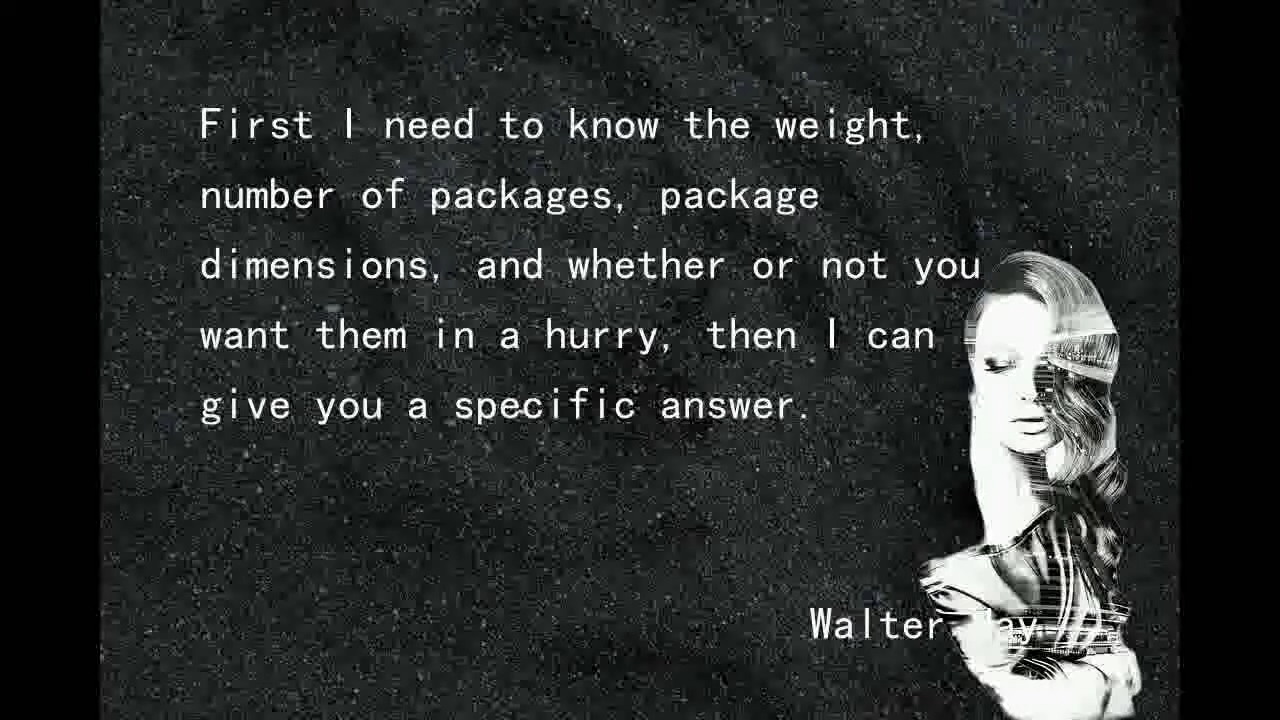 First I need to know the weight,
number of packages, package
dimensions, and whether or not you
want them in a hurry, then I can
give you a specific answer.
Walter